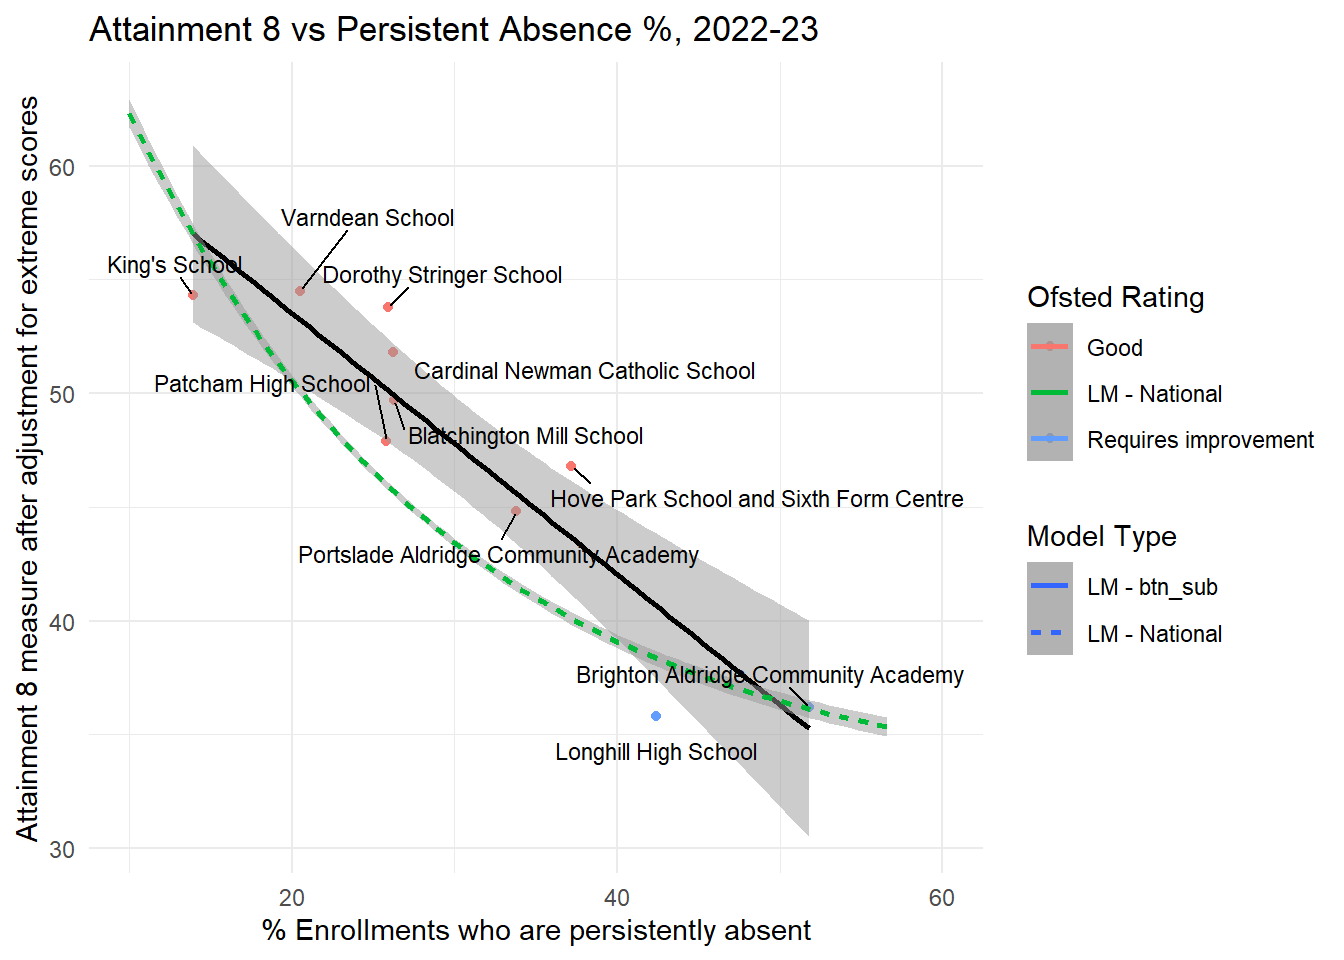 Attainment 8 vs Persistent Absence %, 2022-23
Attainment 8 measure after adjustment for extreme scores
60
50
40
30
Varndean School
King's School
Dorothy Stringer School
Cardinal Newman Catholic School
Patcham High School
Blatchington Mill School
Hove Park School and Sixth Form Centre
Portslade Aldridge Community Academy
Brighton Aldridge Community Academy
Longhill High School
20
40
60
% Enrollments who are persistently absent
Ofsted Rating
Good
LM - National
Requires improvement
Model Type
LM - btn_sub
LM - National